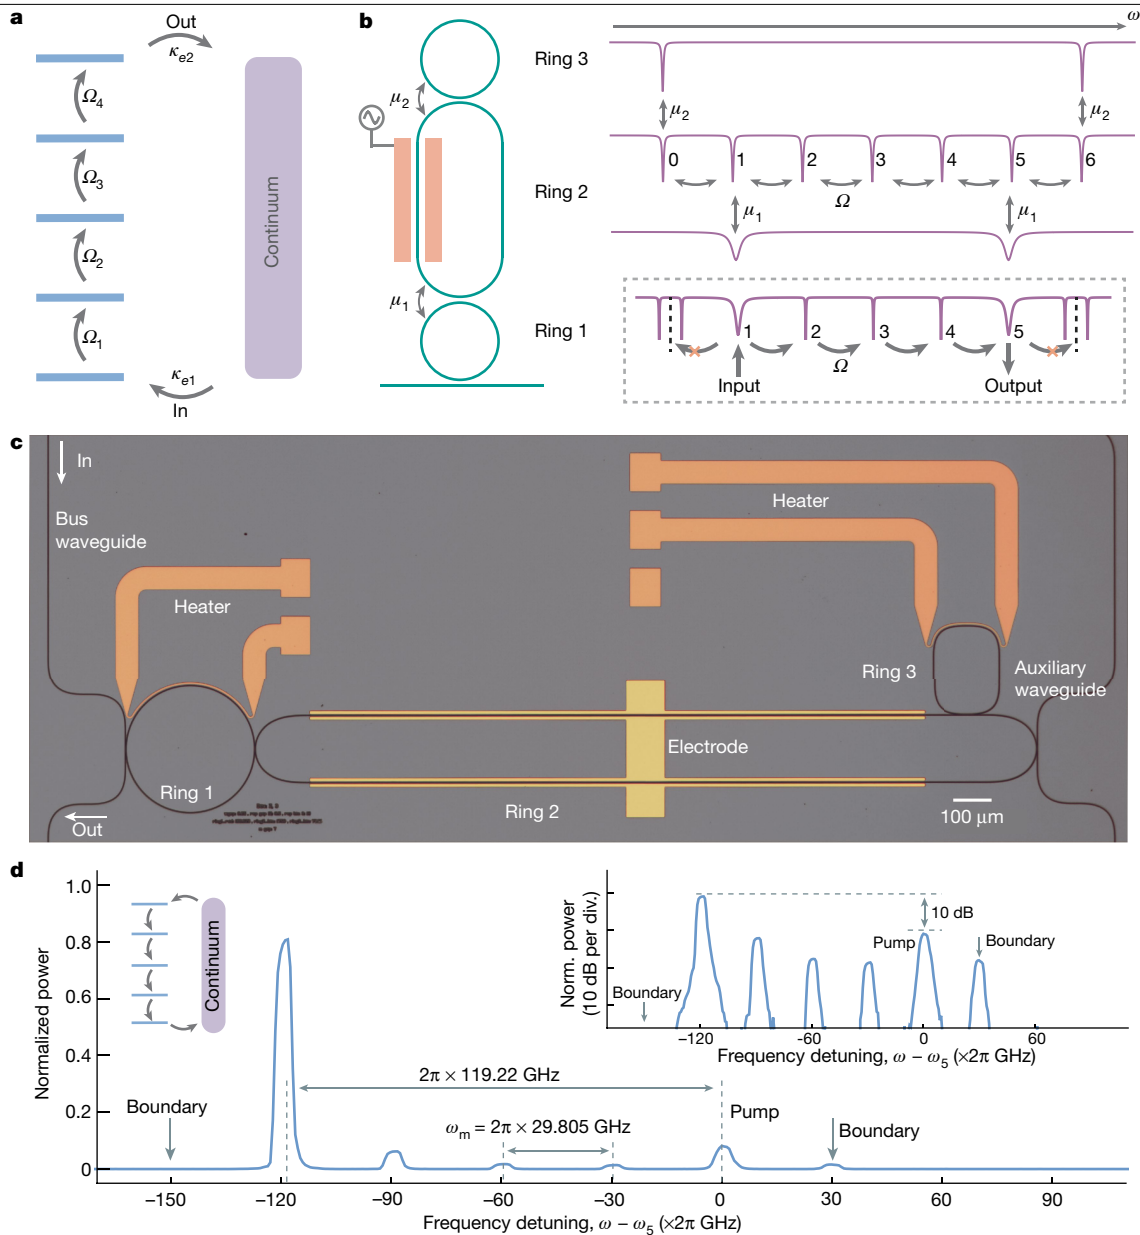 a
Out
κe2
Ω4
Ω3
Ω2
Ω1
κe1
In
Continuum
b
Ring 3
μ2
Ring 2
μ1
Ring 1
ω
μ2
μ2
0 1 2 3 4 5 6
Ω
μ1
μ1
1 2 3 4 5
Ω
Input
Output
c
In
Bus
waveguide
Heater
Heater
Ring 3
Auxiliary
waveguide
Electrode
Ring 1
Ring 2
Out
100 μm
d
Normalized power
1.0
0.8
0.6
0.4
0.2
0
Continuum
Boundary
2π × 119.22 GHz
ωm = 2π × 29.805 GHz
Pump
Boundary
−150 −120 −90 −60 −30 0 30 60 90
Frequency detuning, ω − ω5 (×2π GHz)
Norm. power
(10 dB per div.)
10 dB
Pump
Boundary
Boundary
−120 -60 0 60
Frequency detuning, ω − ω5 (×2π GHz)